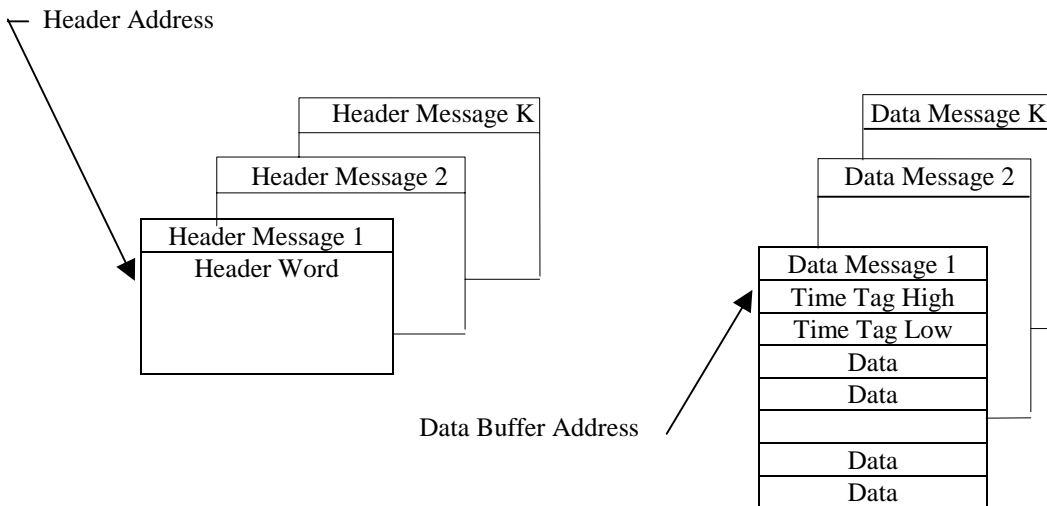 Header Address
Header Message K
Header Message 2
Header Message 1
Header Word
Data Message K
Data Message 2
Data Message 1
Time Tag High
Time Tag Low
Data
Data
Data
Data
Data Buffer Address